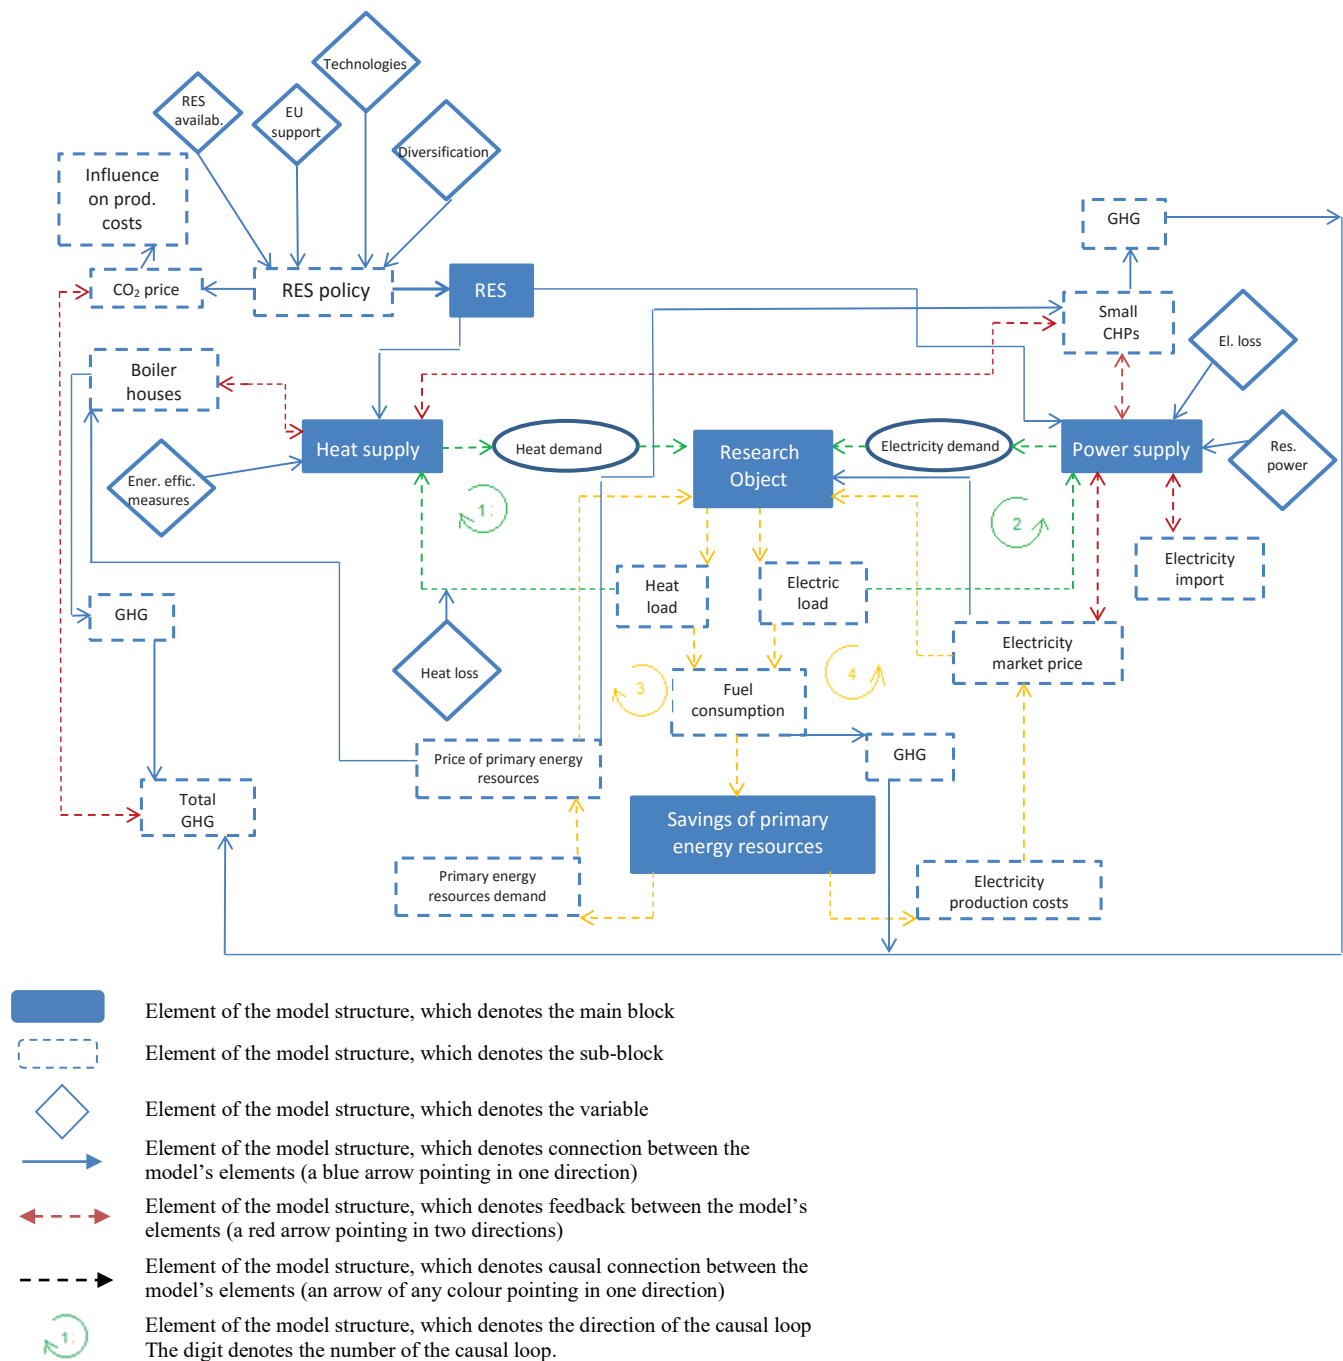 Technologies
RES
availab.
EU
support
Diversification
Influence
on prod.
costs
GHG
CO₂ price
RES policy
RES
Small
CHPs
El. loss
Boiler
houses
Heat supply
Heat demand
Research
Object
Electricity demand
Power supply
Res.
power
Ener. effic.
measures
1:
2
Electricity
import
Heat
load
Electric
load
GHG
Electricity
market price
Heat loss
3
4
Fuel
consumption
Price of primary energy
resources
GHG
Total
GHG
Savings of primary
energy resources
Primary energy
resources demand
Electricity
production costs
Element of the model structure, which denotes the main block
Element of the model structure, which denotes the sub-block
Element of the model structure, which denotes the variable
Element of the model structure, which denotes connection between the
model’s elements (a blue arrow pointing in one direction)
Element of the model structure, which denotes feedback between the model’s
elements (a red arrow pointing in two directions)
Element of the model structure, which denotes causal connection between the
model’s elements (an arrow of any colour pointing in one direction)
1:
Element of the model structure, which denotes the direction of the causal loop
The digit denotes the number of the causal loop.